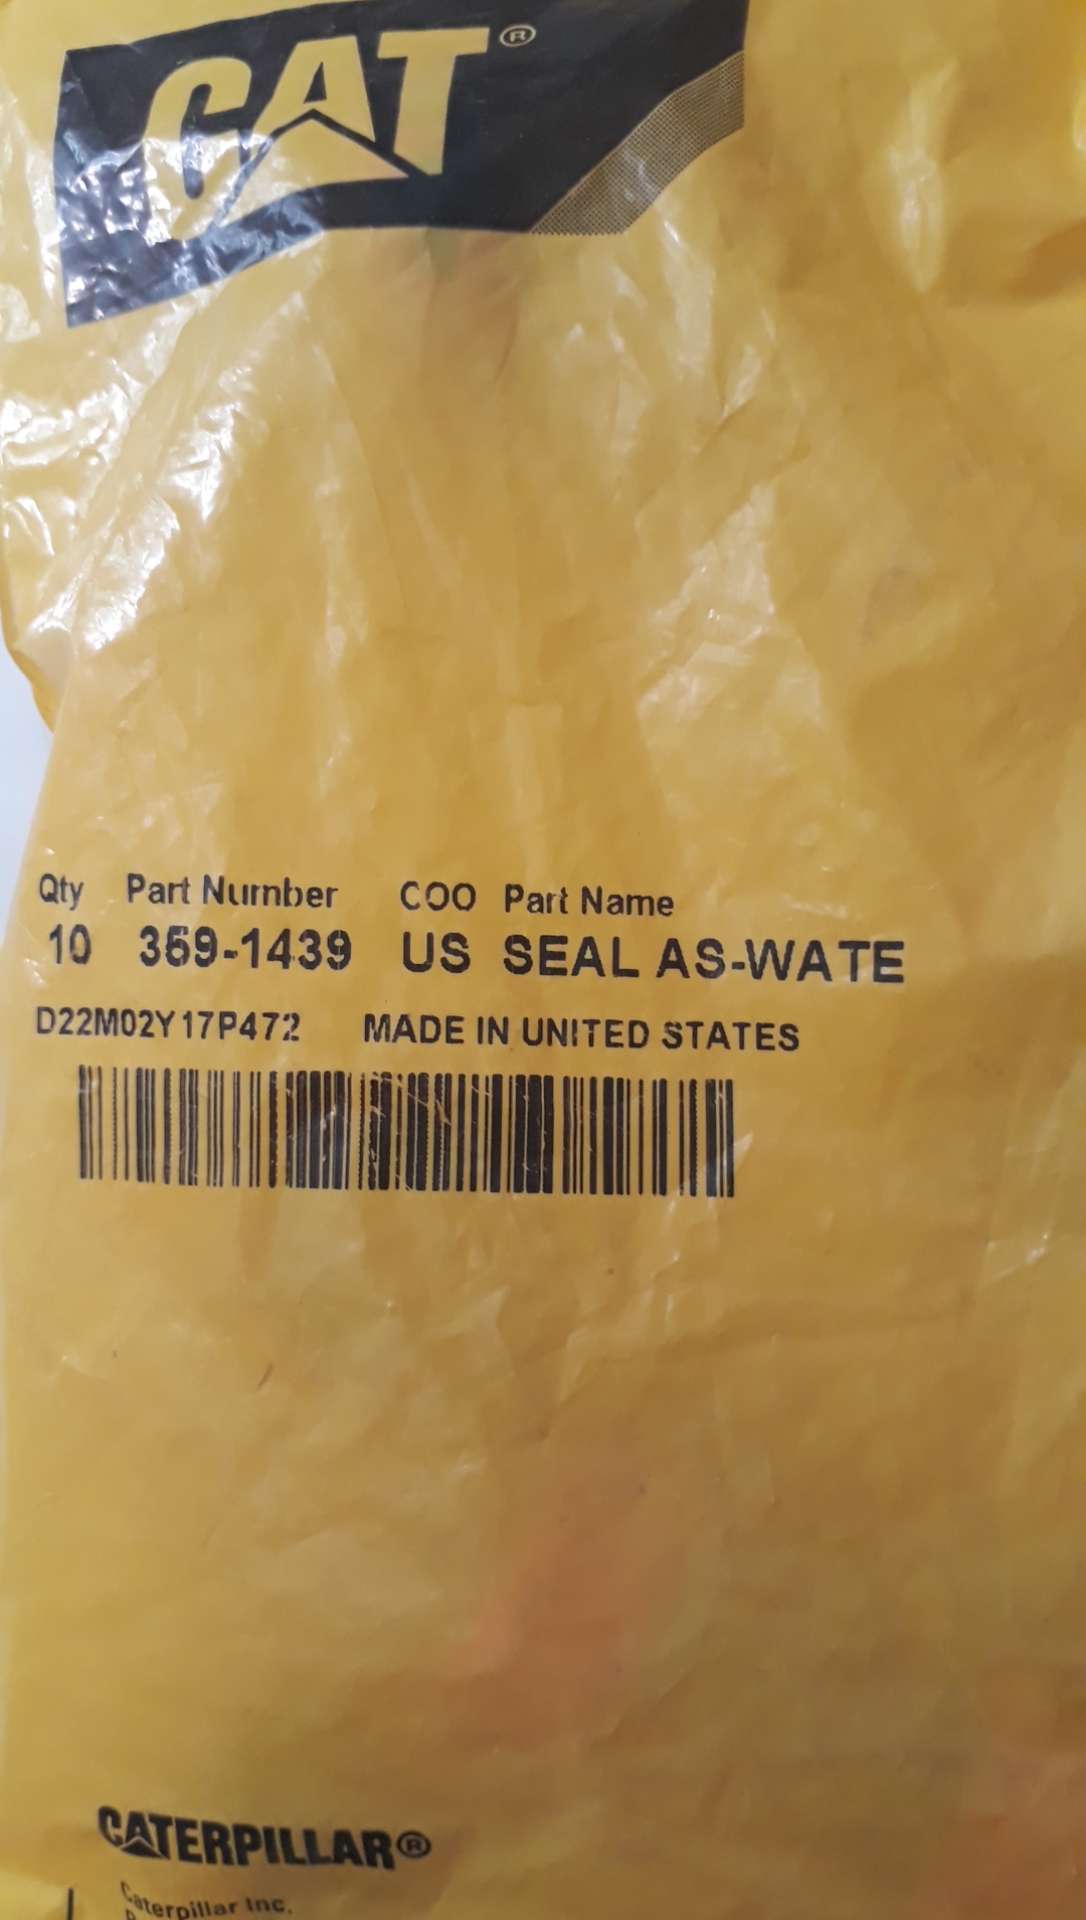 CAT®
Qty Part Number COO Part Name
10 359-1439 US SEAL AS-WATE
D22M02Y17P472 MADE IN UNITED STATES
CATERPILLAR®
Caterpillar Inc.